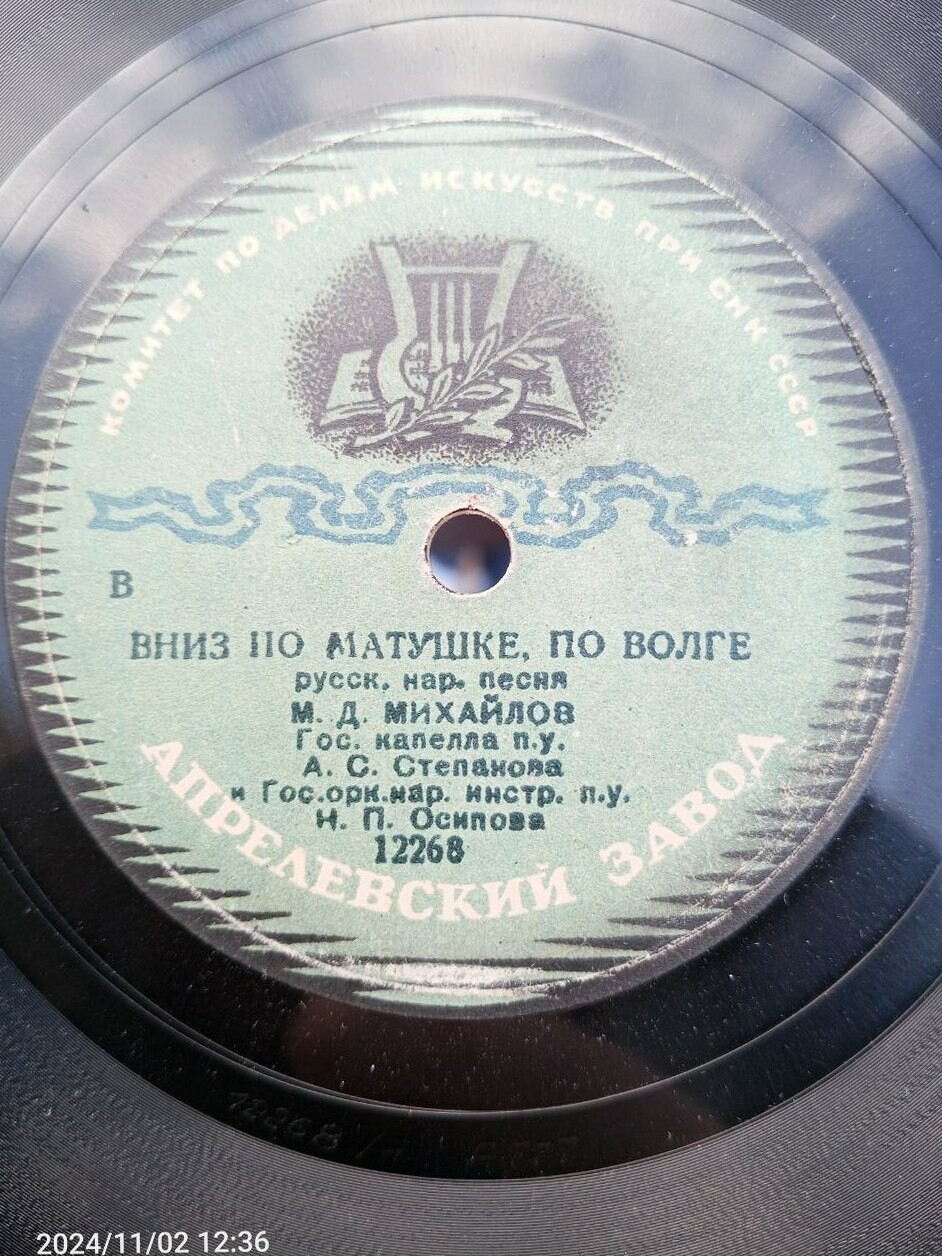 КОМИТЕТ ПО ДЕЛАМ ИСКУССТВ ПРИ СНК СССР
В
ВНИЗ ПО МАТУШКЕ, ПО ВОЛГЕ
русск. нар. песня
М. Д. МИХАЙЛОВ
Гос. капелла п.у.
А. С. Степанова
и Гос.орк.нар. инстр. п.у.
Н. П. Осипова
12268
АПРЕЛЕВСКИЙ ЗАВОД
12268
2024/11/02 12:36